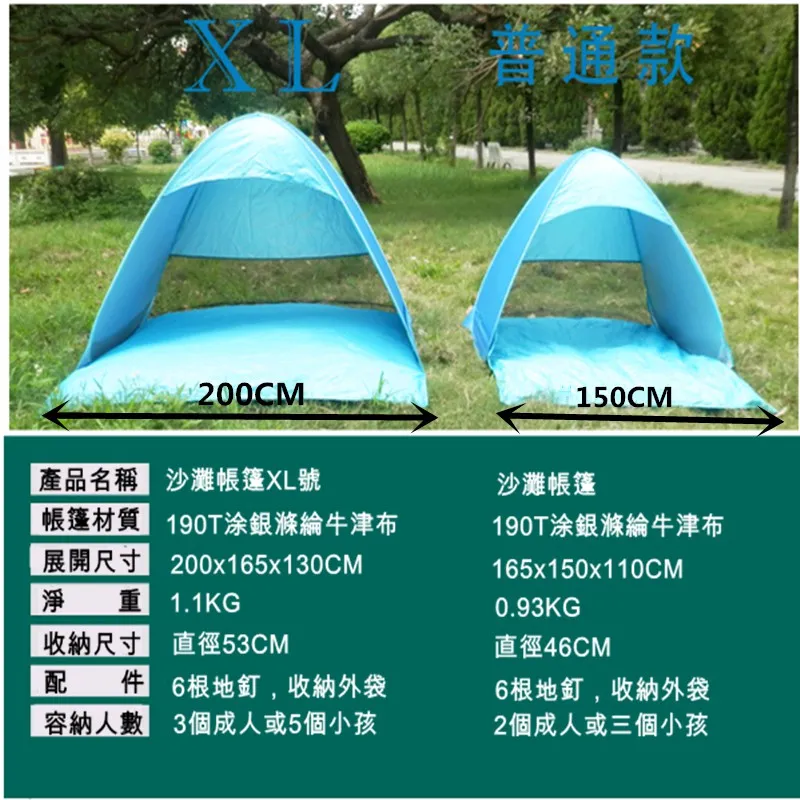 XL 普通款
200CM 150CM
產品名稱 沙灘帳篷XL號 沙灘帳篷
帳篷材質 190T涂銀滌綸牛津布 190T涂銀滌綸牛津布
展開尺寸 200x165x130CM 165x150x110CM
淨 重 1.1KG 0.93KG
收納尺寸 直徑53CM 直徑46CM
配 件 6根地釘，收納外袋 6根地釘，收納外袋
容納人數 3個成人或5個小孩 2個成人或三個小孩